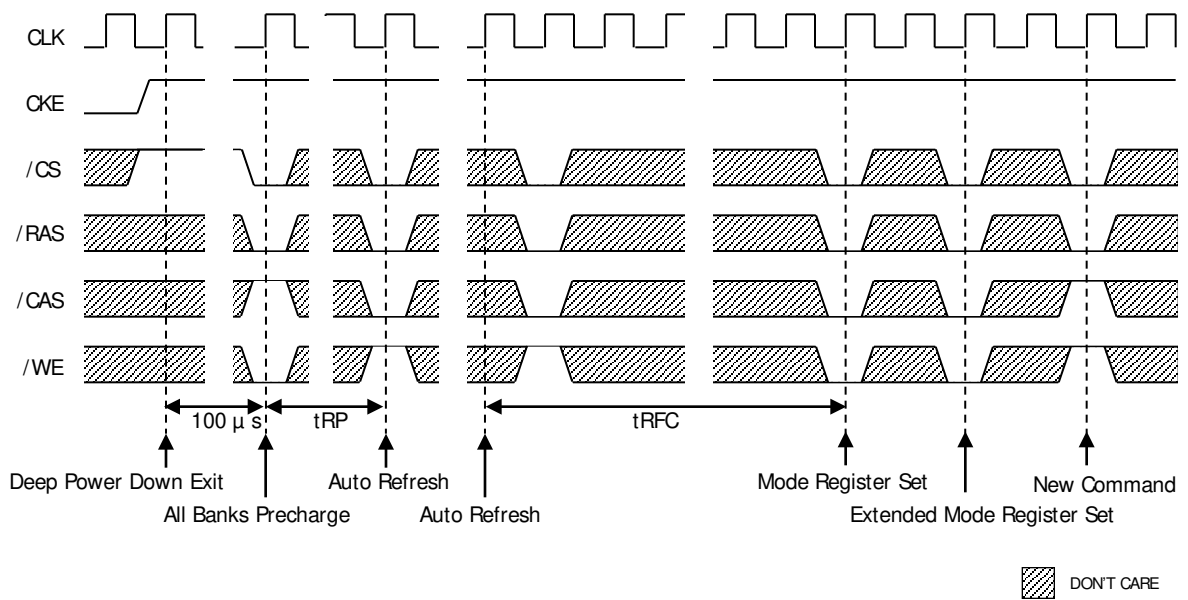 CLK
CKE
/CS
/RAS
/CAS
/WE
100 μ s
tRP
tRFC
Deep Power Down Exit
Auto Refresh
Mode Register Set
New Command
All Banks Precharge
Auto Refresh
Extended Mode Register Set
DON'T CARE